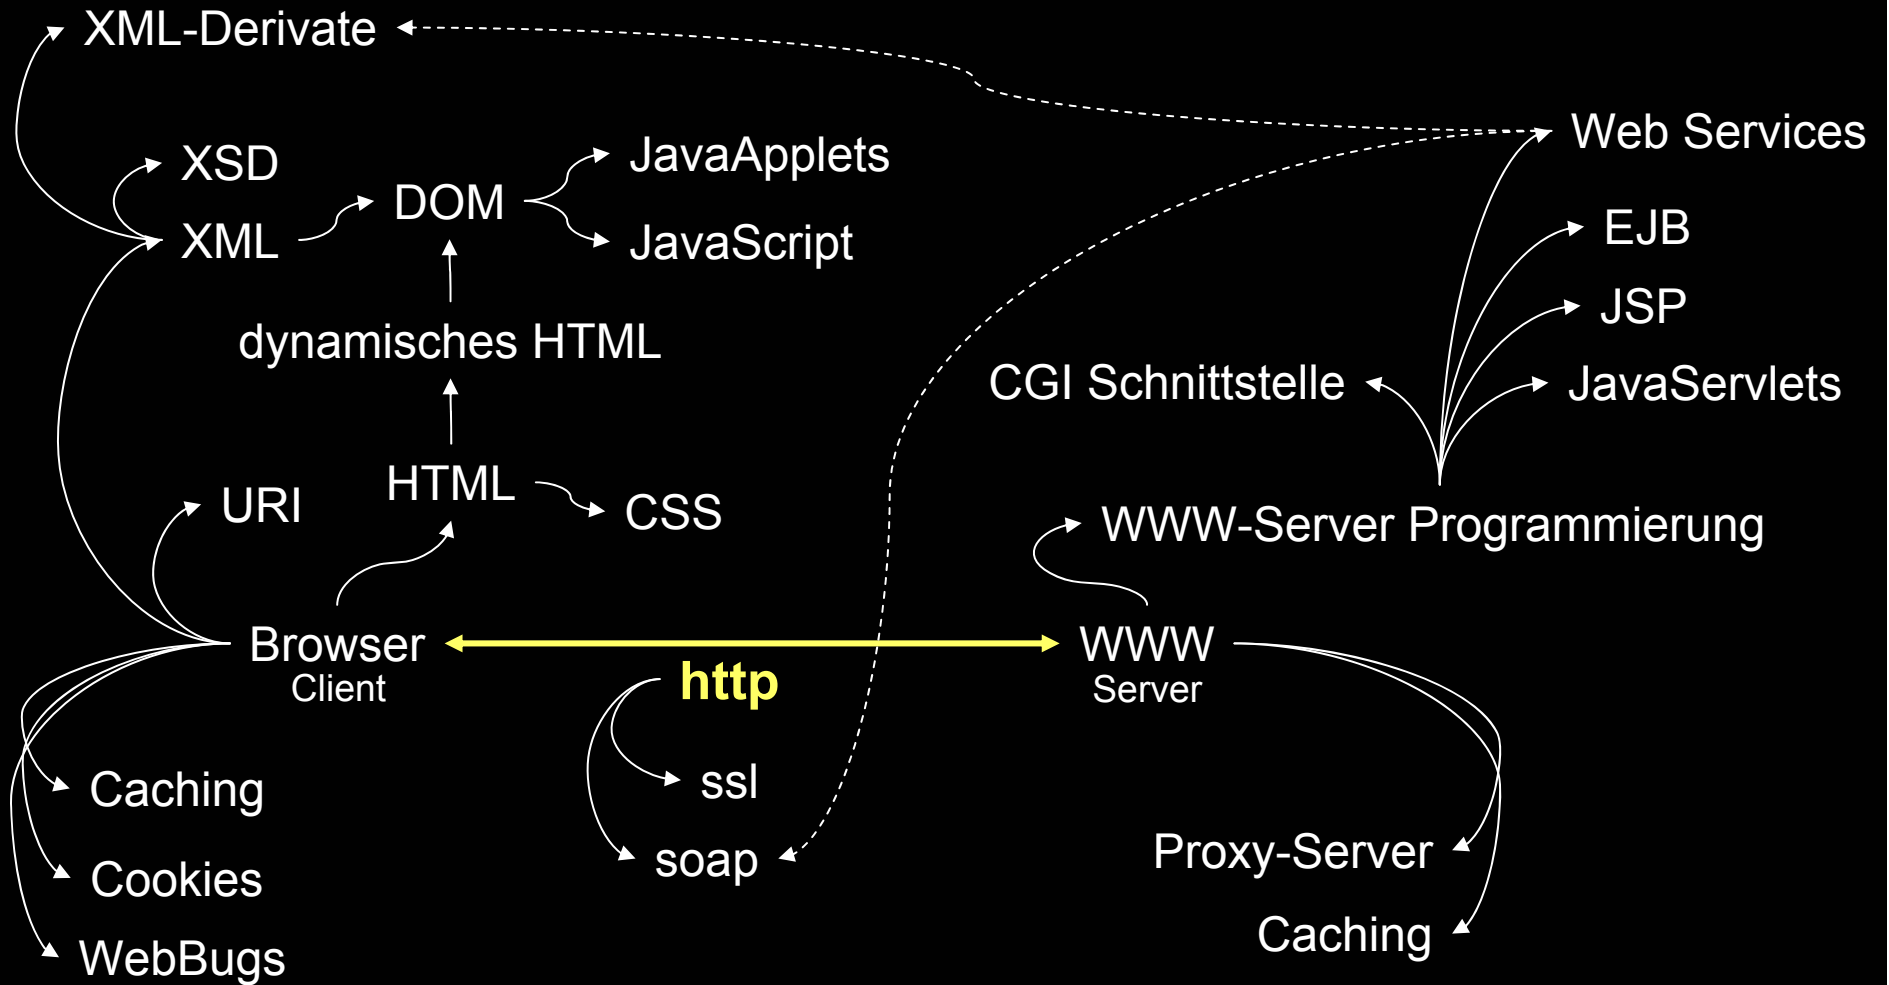 XML-Derivate
Web Services
XSD
JavaApplets
DOM
XML
JavaScript
EJB
JSP
dynamisches HTML
CGI Schnittstelle
JavaServlets
HTML
URI
CSS
WWW-Server Programmierung
Browser
Client
http
WWW
Server
Caching
ssl
soap
Proxy-Server
Cookies
Caching
WebBugs